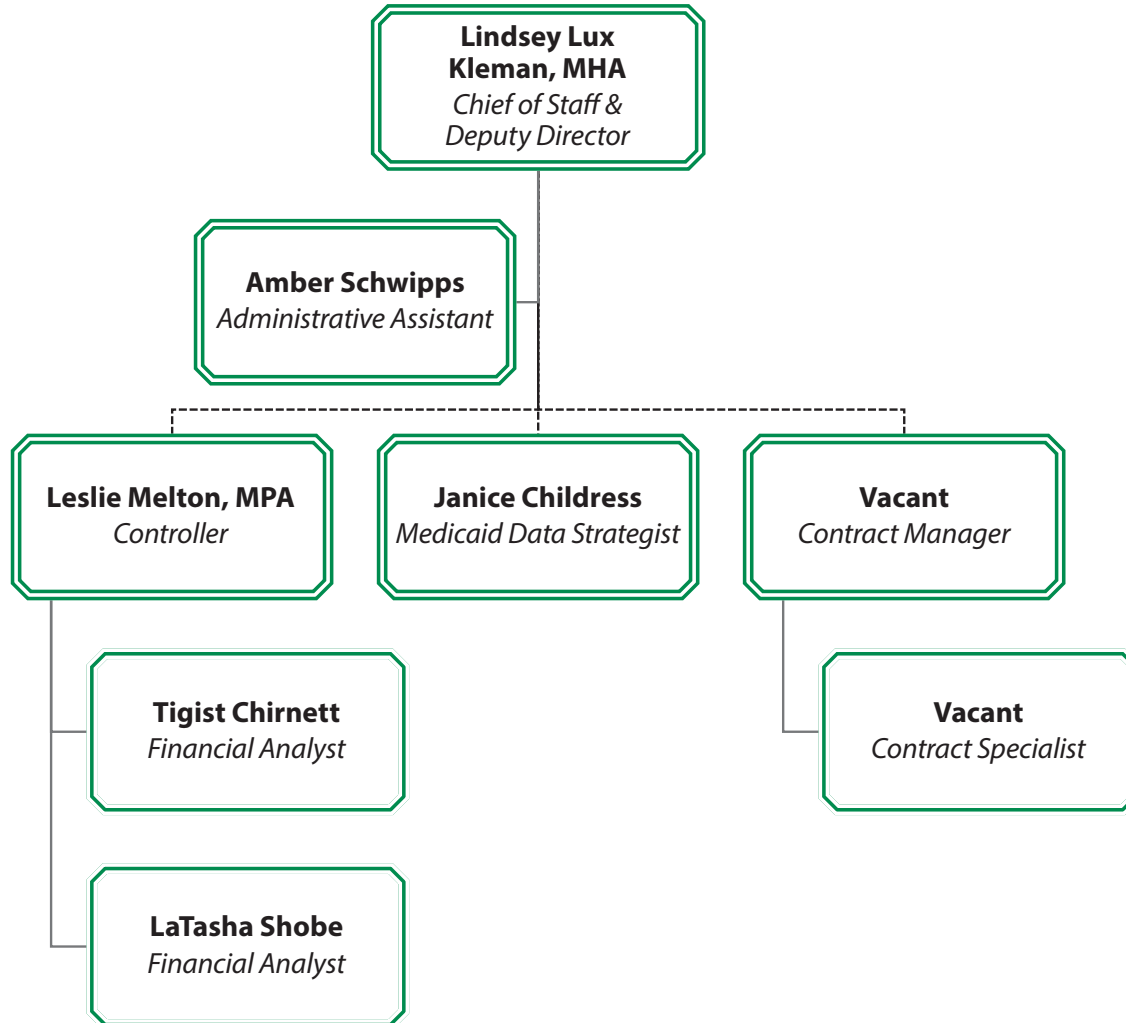 Lindsey Lux
Kleman, MHA
Chief of Staff &
Deputy Director
Amber Schwipps
Administrative Assistant
Leslie Melton, MPA
Controller
Janice Childress
Medicaid Data Strategist
Vacant
Contract Manager
Tigist Chirnett
Financial Analyst
Vacant
Contract Specialist
LaTasha Shobe
Financial Analyst